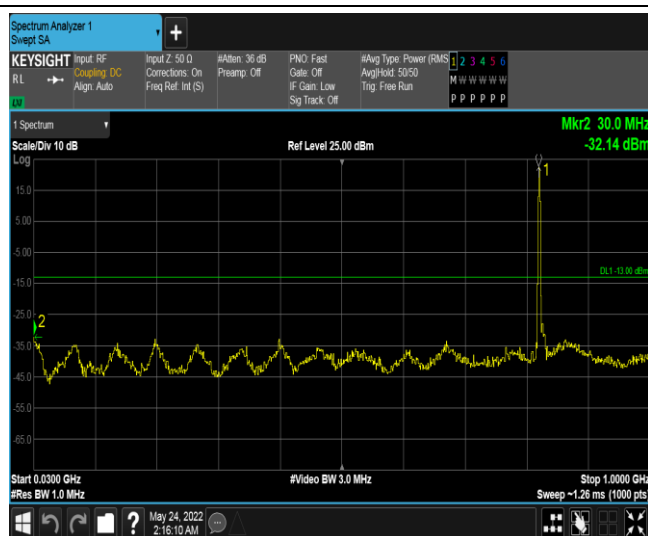 Spectrum Analyzer 1
Swept SA
KEYSIGHT Input: RF Input Z: 50 Ω #Atten: 36 dB PNO: Fast #Avg Type: Power (RMS 1 2 3 4 5 6
RL Coupling: DC Corrections: On Preamp: Off Gate: Off Avg|Hold: 50/50 M W W W W W
Align: Auto Freq Ref: Int (S) IF Gain: Low Trig: Free Run
Sig Track: Off P P P P P P
1 Spectrum Mkr2 30.0 MHz
Scale/Div 10 dB Ref Level 25.00 dBm -32.14 dBm
Log
1
15.0
5.00
-5.00
DL1 -13.00 dBm
-15.0
-25.0
2
-35.0
-45.0
-55.0
-65.0
Start 0.0300 GHz #Video BW 3.0 MHz Stop 1.0000 GHz
#Res BW 1.0 MHz Sweep ~1.26 ms (1000 pts)
? May 24, 2022
2:16:10 AM